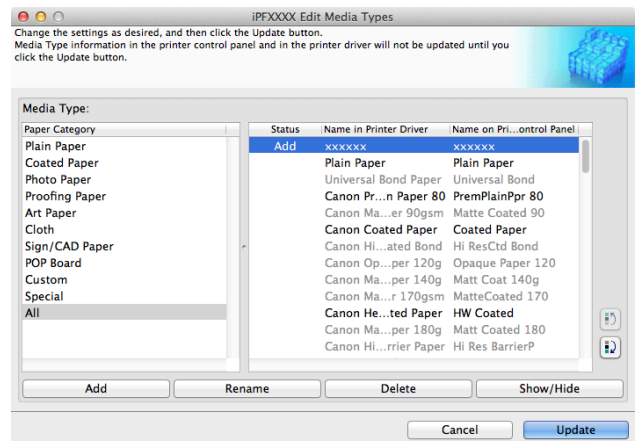 iPFXXXX Edit Media Types
Change the settings as desired, and then click the Update button.
Media Type information in the printer control panel and in the printer driver will not be updated until you
click the Update button.
Media Type:
Paper Category
Plain Paper
Coated Paper
Photo Paper
Proofing Paper
Art Paper
Cloth
Sign/CAD Paper
POP Board
Custom
Special
All
Status Name in Printer Driver Name on Pri...ontrol Panel
Add xxxxxx xxxxxx
Plain Paper Plain Paper
Universal Bond Paper Universal Bond
Canon Pr...n Paper 80 PremPlainPpr 80
Canon Ma...er 90gsm Matte Coated 90
Canon Coated Paper Coated Paper
Canon Hi...ated Bond Hi ResCtd Bond
Canon Op...per 120g Opaque Paper 120
Canon Ma...per 140g Matt Coat 140g
Canon Ma...r 170gsm MatteCoated 170
Canon He...ted Paper HW Coated
Canon Ma...per 180g Matt Coated 180
Canon Hi...rrier Paper Hi Res BarrierP
Add Rename Delete Show/Hide
Cancel Update